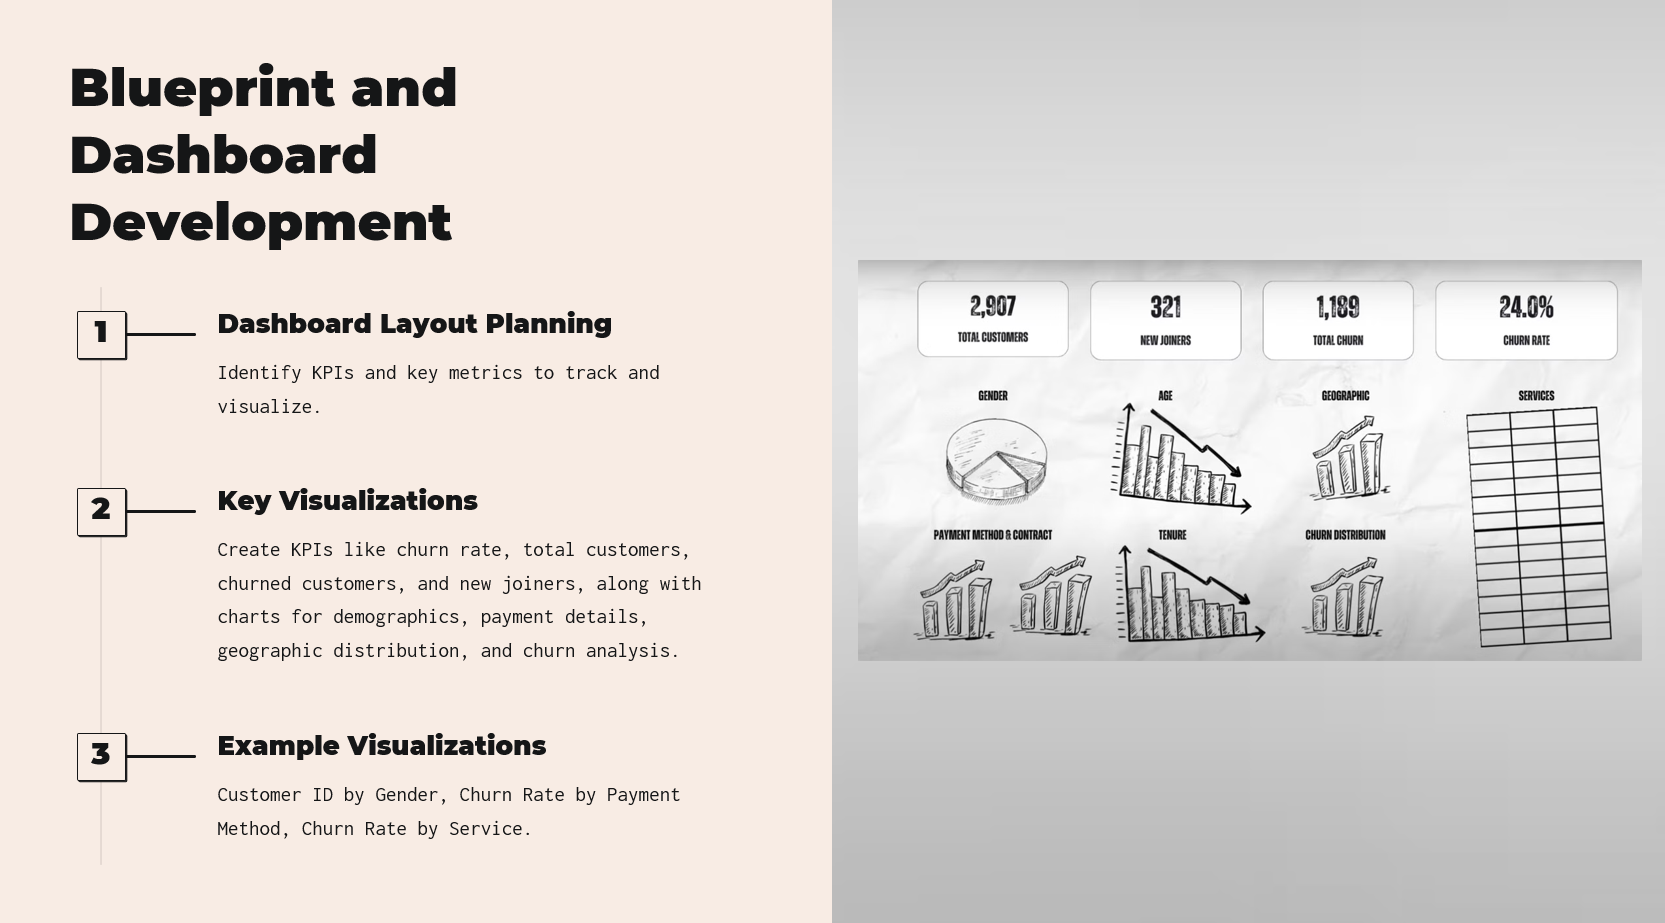 Blueprint and
Dashboard
Development
1
Dashboard Layout Planning
Identify KPIs and key metrics to track and
visualize.
2
Key Visualizations
Create KPIs like churn rate, total customers,
churned customers, and new joiners, along with
charts for demographics, payment details,
geographic distribution, and churn analysis.
3
Example Visualizations
Customer ID by Gender, Churn Rate by Payment
Method, Churn Rate by Service.
2,907
TOTAL CUSTOMERS
321
NEW JOINERS
1,189
TOTAL CHURN
24.0%
CHURN RATE
GENDER
AGE
GEOGRAPHIC
SERVICES
PAYMENT METHOD & CONTRACT
TENURE
CHURN DISTRIBUTION